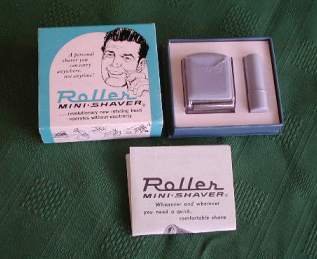 A personal
shaver you
can carry
anywhere,
use anytime!
Roller
MINI-SHAVER®
...revolutionary new rotating head
operates without electricity.
Roller
MINI-SHAVER®
Whenever and wherever
you need a quick,
comfortable shave